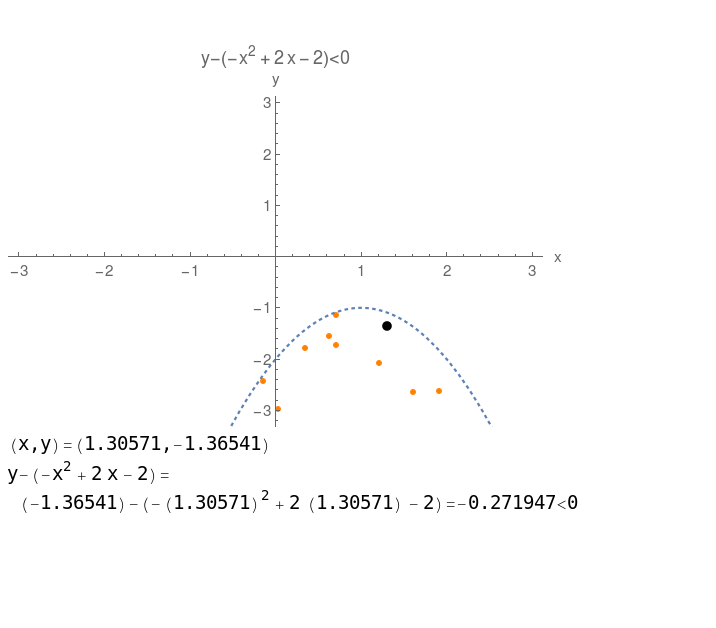 y−(−x² + 2 x − 2)<0
y
3
2
1
−3 −2 −1 1 2 3 x
−1
−2
−3
(x,y) = (1.30571,−1.36541)
y− (−x² + 2 x − 2) =
(−1.36541) − (− (1.30571)² + 2 (1.30571) − 2) =−0.271947<0